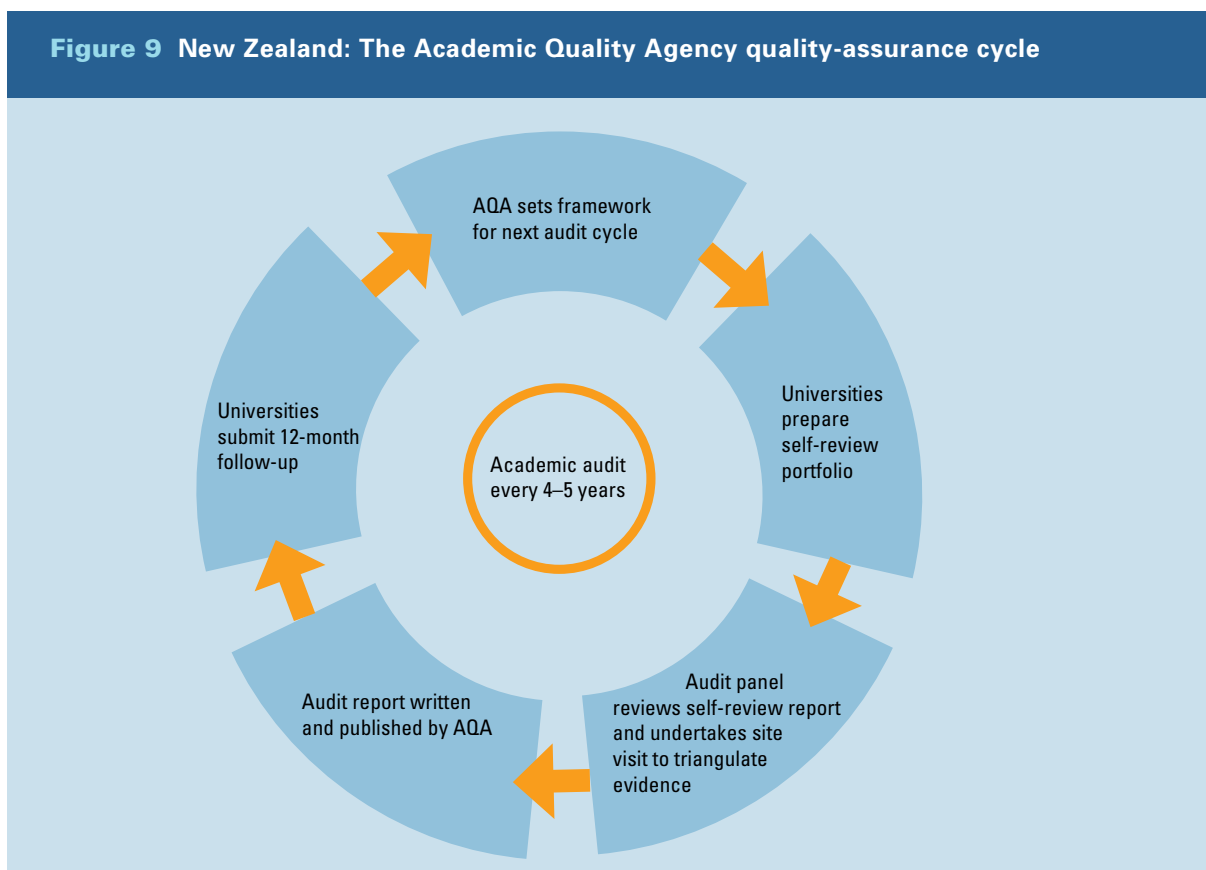 Figure 9 New Zealand: The Academic Quality Agency quality-assurance cycle
AQA sets framework
for next audit cycle
Universities
prepare
self-review
portfolio
Audit panel
reviews self-review report
and undertakes site
visit to triangulate
evidence
Audit report written
and published by AQA
Universities
submit 12-month
follow-up
Academic audit
every 4–5 years